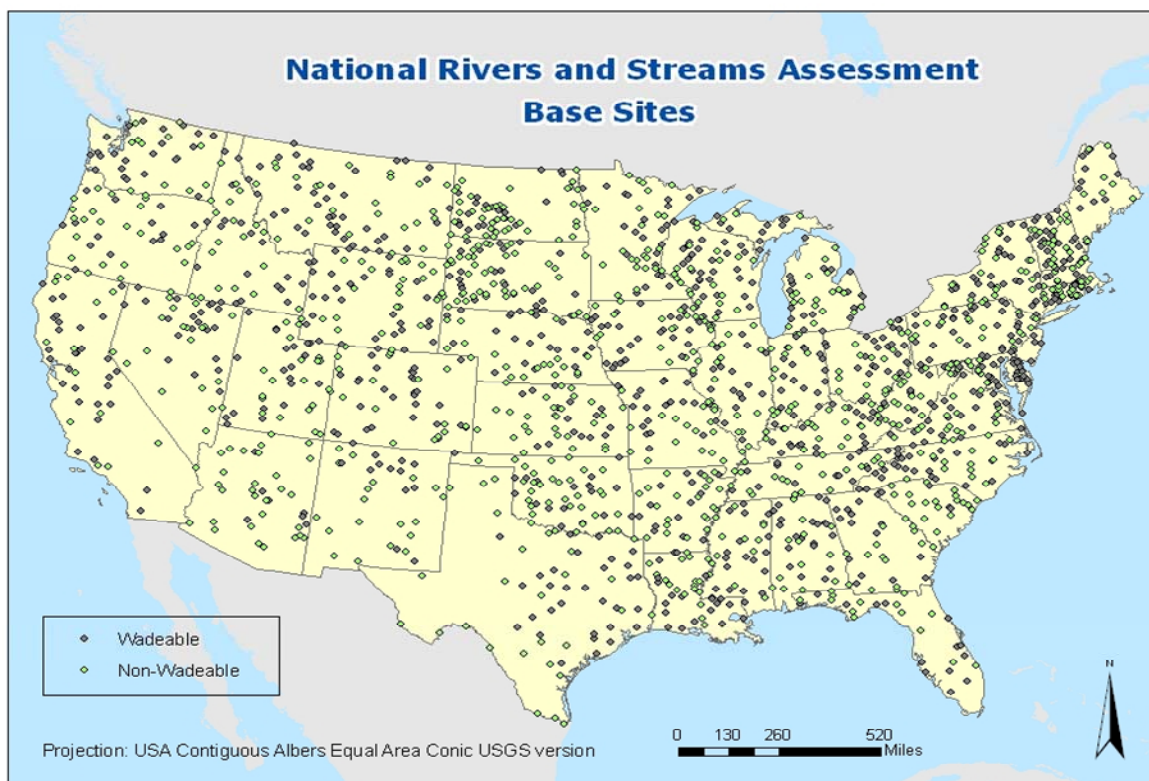 National Rivers and Streams Assessment
Base Sites
Wadeable
Non-Wadeable
N
0 130 260 520
Miles
Projection: USA Contiguous Albers Equal Area Conic USGS version